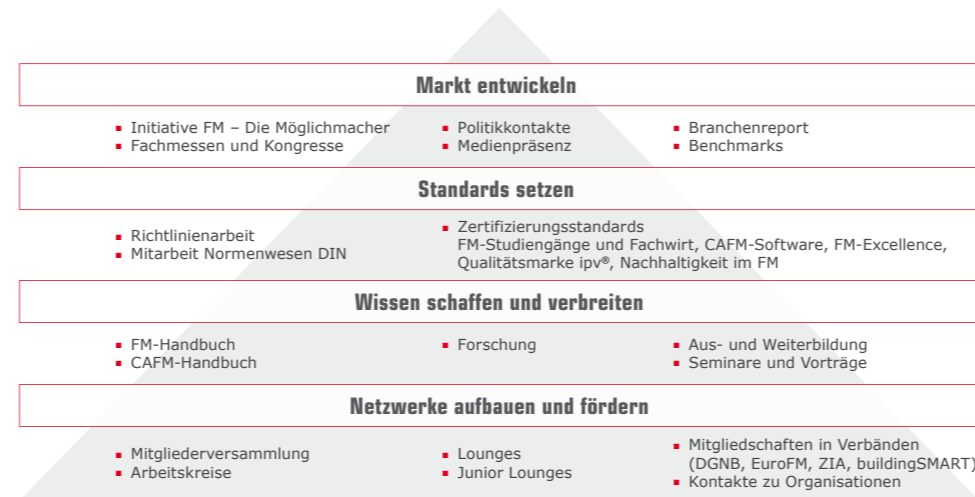 Markt entwickeln
▪ Initiative FM – Die Möglichmacher
▪ Fachmessen und Kongresse
▪ Politikkontakte
▪ Medienpräsenz
▪ Branchenreport
▪ Benchmarks
Standards setzen
▪ Richtlinienarbeit
▪ Mitarbeit Normenwesen DIN
▪ Zertifizierungsstandards
FM-Studiengänge und Fachwirt, CAFM-Software, FM-Excellence,
Qualitätsmarke ipv®, Nachhaltigkeit im FM
Wissen schaffen und verbreiten
▪ FM-Handbuch
▪ CAFM-Handbuch
▪ Forschung
▪ Aus- und Weiterbildung
▪ Seminare und Vorträge
Netzwerke aufbauen und fördern
▪ Mitgliederversammlung
▪ Arbeitskreise
▪ Lounges
▪ Junior Lounges
▪ Mitgliedschaften in Verbänden
(DGNB, EuroFM, ZIA, buildingSMART)
▪ Kontakte zu Organisationen